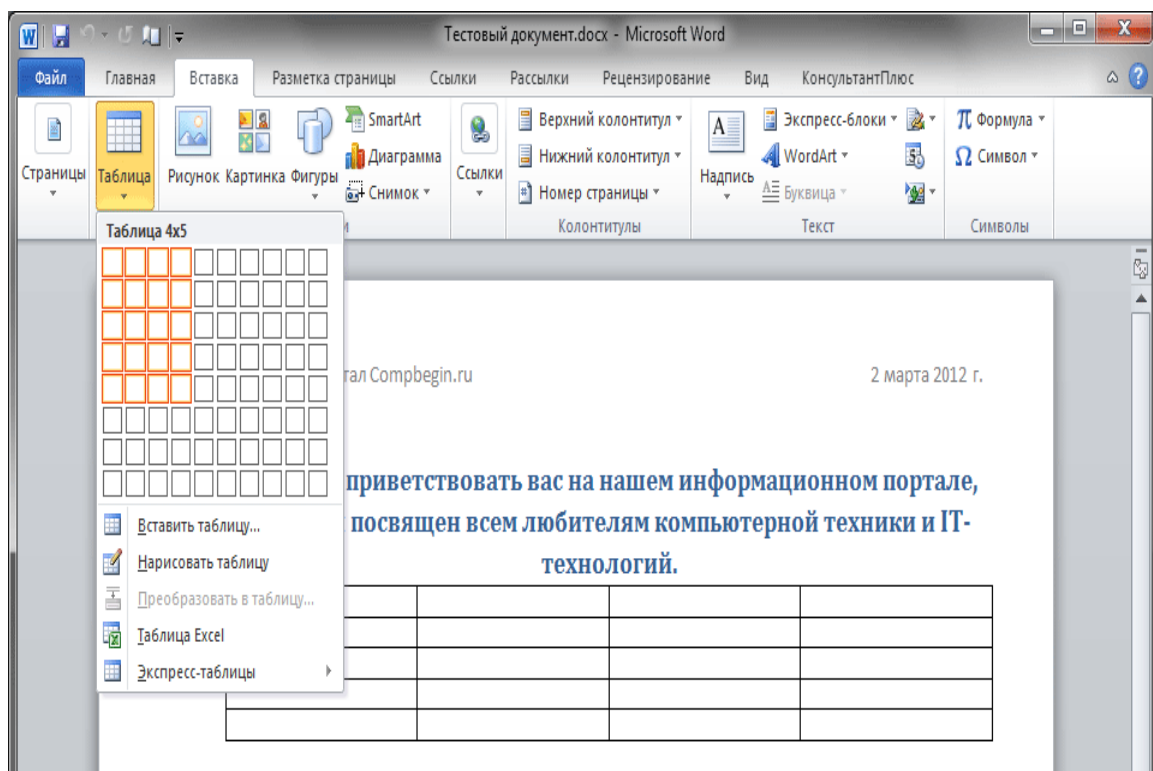 Тестовый документ.docx - Microsoft Word
Файл Главная Вставка Разметка страницы Ссылки Рассылки Рецензирование Вид КонсультантПлюс
Страницы Таблица Рисунок Картинка Фигуры SmartArt Диаграмма Снимок Ссылки Верхний колонтитул Нижний колонтитул Номер страницы Надпись Экспресс-блоки WordArt Буквица Формула Символ
Колонтитулы Текст Символы
Таблица 4x5
Compbegin.ru 2 марта 2012 г.
приветствовать вас на нашем информационном портале,
посвящен всем любителям компьютерной техники и IT-
технологий.
Вставить таблицу...
Нарисовать таблицу
Преобразовать в таблицу...
Таблица Excel
Экспресс-таблицы